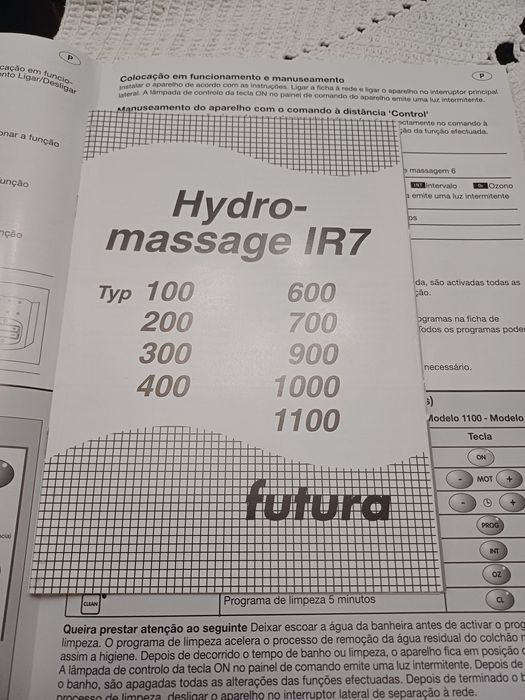 P
P
cação em funcio-
nto Ligar/Desligar
onar a função
unção
nção
Colocação em funcionamento e manuseamento
Instalar o aparelho de acordo com as instruções. Ligar a ficha à rede e ligar o aparelho no interruptor principal
lateral. A lâmpada de controlo da tecla ON no painel de comando do aparelho emite uma luz intermitente.
Manuseamento do aparelho com o comando à distância 'Control'
ectamente no comando à
ção da função efectuada.
massagem 6
INT Intervalo Oz Ozono
emite uma luz intermitente
os
da, são activadas todas as
ão.
ogramas na ficha de
Todos os programas podem
necessário.
Hydro-
massage IR7
Typ 100 600
200 700
300 900
400 1000
1100
futura
s)
Modelo 1100 - Modelo
Tecla
ON
- MOT +
- +
PROG
INT
OZ
CL
CLEAN Programa de limpeza 5 minutos
Queira prestar atenção ao seguinte Deixar escoar a água da banheira antes de activar o prog
limpeza. O programa de limpeza acelera o processo de remoção da água residual do colchão
assim a higiene. Depois de decorrido o tempo de banho ou limpeza, o aparelho fica em posição
A lâmpada de controlo da tecla ON no painel de comando emite uma luz intermitente. Depois de
o banho, são apagadas todas as alterações das funções efectuadas. Depois de terminado o
processo de limpeza, desligar o aparelho no interruptor lateral de separação à rede.